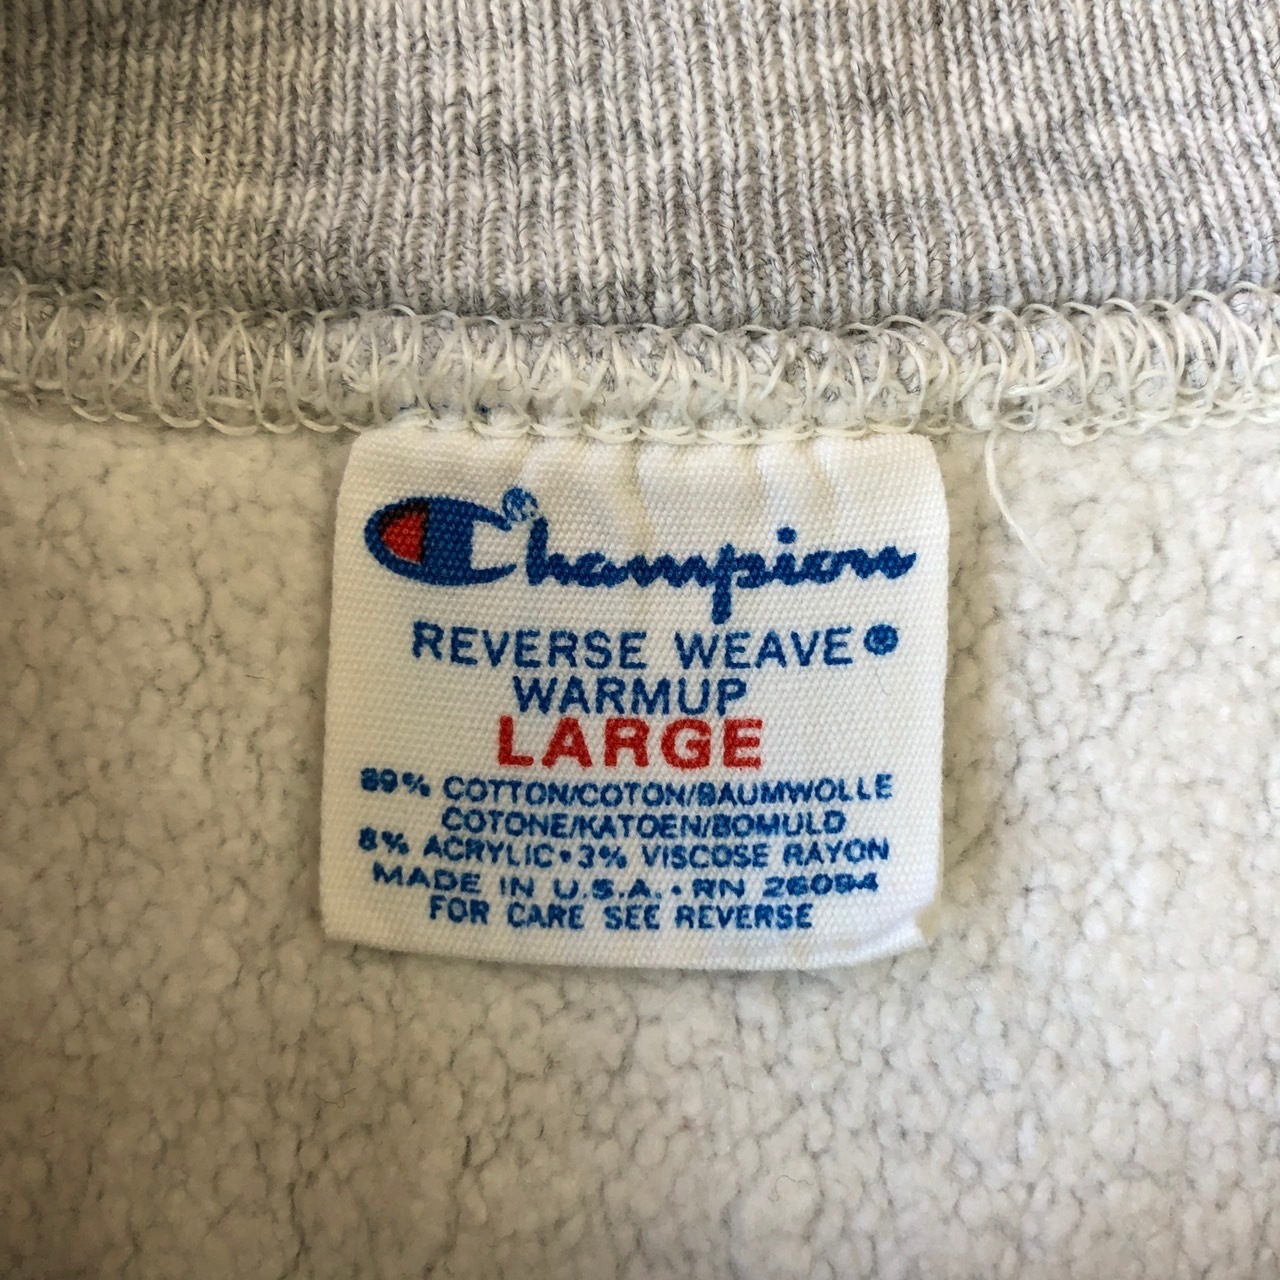 Champion®
REVERSE WEAVE®
WARMUP
LARGE
89% COTTON/COTON/BAUMWOLLE
COTONE/KATOEN/BOMULD
8% ACRYLIC•3% VISCOSE RAYON
MADE IN U.S.A.•RN 26094
FOR CARE SEE REVERSE